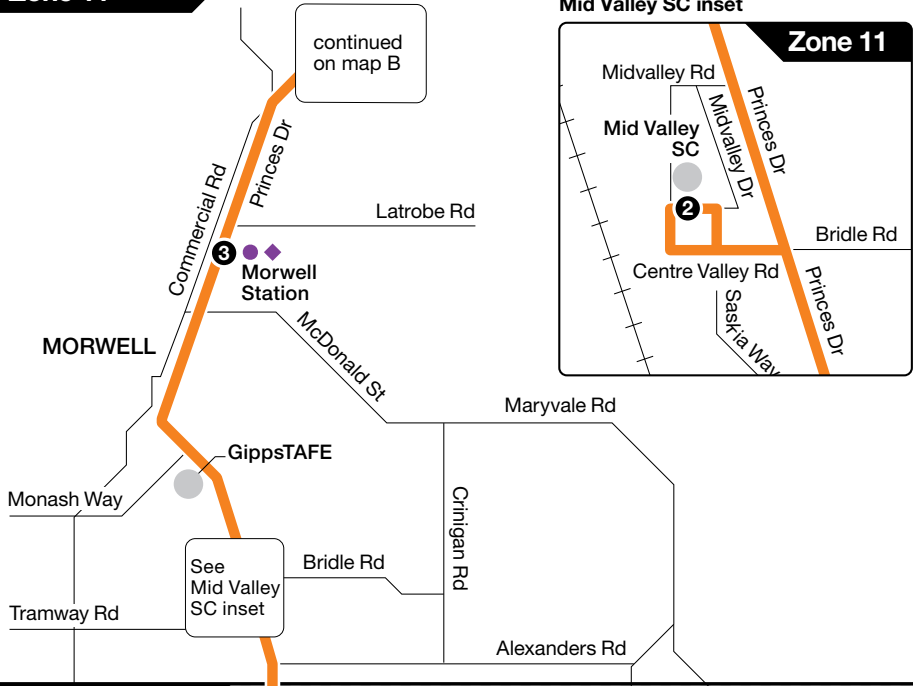 continued
on map B
Princes Dr
Commercial Rd
Latrobe Rd
3
Morwell
Station
MORWELL
McDonald St
Maryvale Rd
GippsTAFE
Monash Way
Crinigan Rd
See
Mid Valley
SC inset
Bridle Rd
Tramway Rd
Alexanders Rd
Mid Valley SC inset
Zone 11
Midvalley Rd
Princes Dr
Midvalley Dr
Mid Valley
SC
2
Bridle Rd
Centre Valley Rd
Saskia Way
Princes Dr